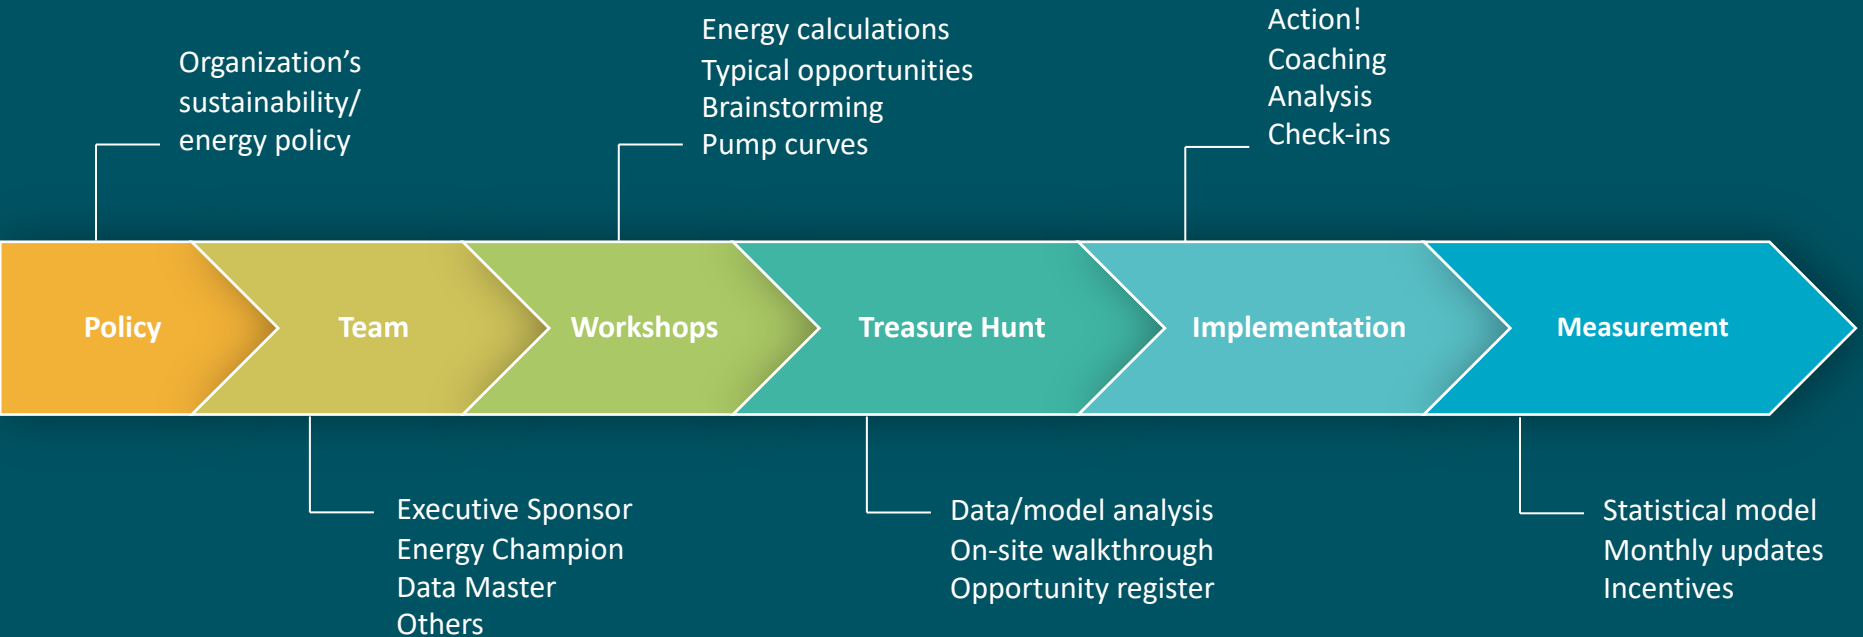 Organization’s
sustainability/
energy policy
Energy calculations
Typical opportunities
Brainstorming
Pump curves
Action!
Coaching
Analysis
Check-ins
Policy
Team
Workshops
Treasure Hunt
Implementation
Measurement
Executive Sponsor
Energy Champion
Data Master
Others
Data/model analysis
On-site walkthrough
Opportunity register
Statistical model
Monthly updates
Incentives